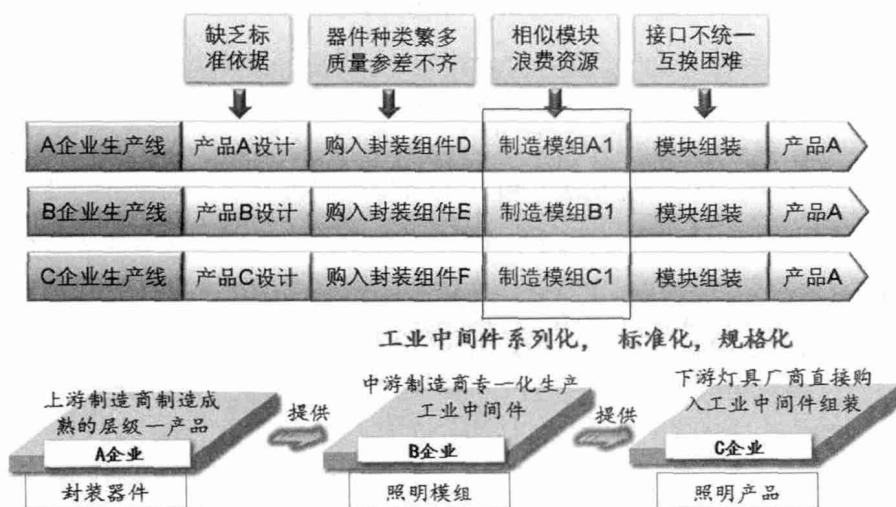 缺乏标
准依据
器件种类繁多
质量参差不齐
相似模块
浪费资源
接口不统一
互换困难
A企业生产线 产品A设计 购入封装组件D 制造模组A1 模块组装 产品A
B企业生产线 产品B设计 购入封装组件E 制造模组B1 模块组装 产品A
C企业生产线 产品C设计 购入封装组件F 制造模组C1 模块组装 产品A
工业中间件系列化， 标准化，规格化
上游制造商制造成
熟的层级一产品
A企业
封装器件
提供
中游制造商专一化生产
工业中间件
B企业
照明模组
提供
下游灯具厂商直接购
入工业中间件组装
C企业
照明产品